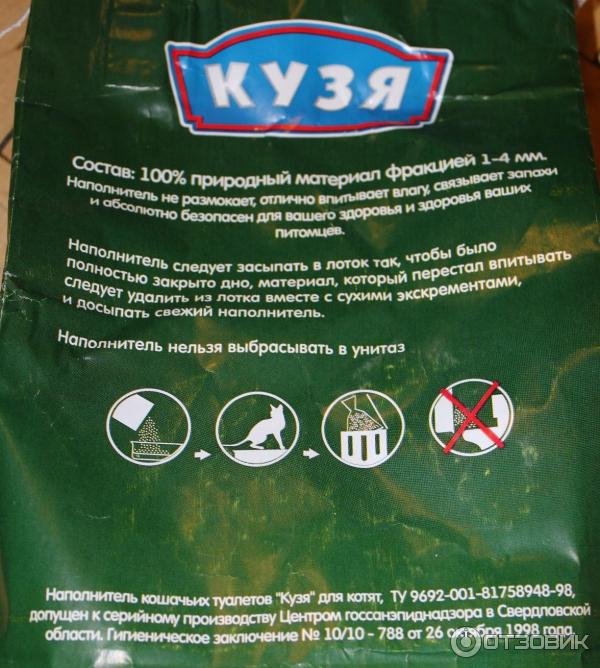 КУЗЯ
Состав: 100% природный материал фракцией 1-4 мм.
Наполнитель не размокает, отлично впитывает влагу, связывает запахи
и абсолютно безопасен для вашего здоровья и здоровья ваших
питомцев.
Наполнитель следует засыпать в лоток так, чтобы было
полностью закрыто дно, материал, который перестал впитывать
следует удалить из лотка вместе с сухими экскрементами,
и досыпать свежий наполнитель.
Наполнитель нельзя выбрасывать в унитаз
Наполнитель кошачьих туалетов "Кузя" для котят, ТУ 9692-001-81758948-98,
допущен к серийному производству Центром госсанэпиднадзора в Свердловской
области. Гигиеническое заключение № 10/10 - 788 от 26 октября 1998 года
ОТЗОВИК